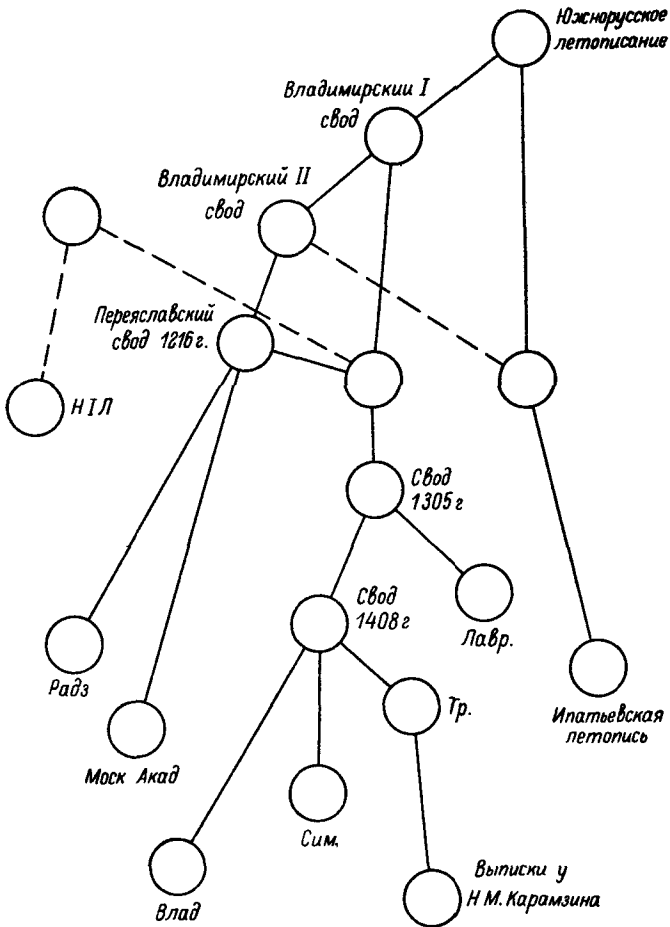 Южнорусское
летописание
Владимирскии I
свод
Владимирский II
свод
Переяславский
свод 1216 г.
НIЛ
Свод
1305 г
Свод
1408 г
Лавр.
Радз
Тр.
Ипатьевская
летопись
Моск Акад
Сим.
Влад
Выписки у
Н М. Карамзина